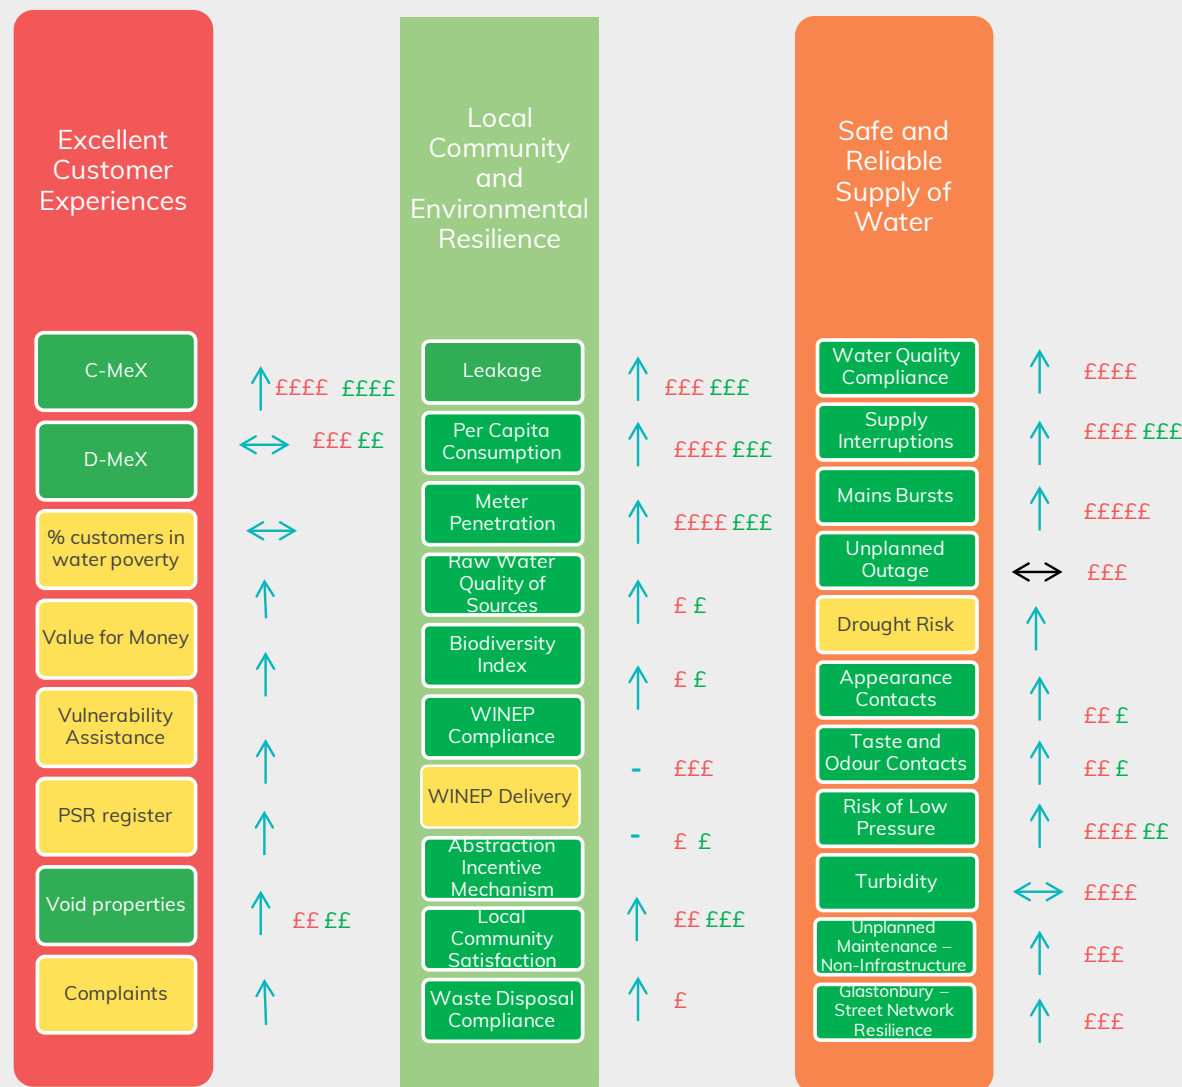 Excellent
Customer
Experiences
C-MeX
££££ ££££
D-MeX
£££ ££
% customers in
water poverty
Value for Money
Vulnerability
Assistance
PSR register
Void properties
££ ££
Complaints
Local
Community
and
Environmental
Resilience
Leakage
£££ £££
Per Capita
Consumption
££££ £££
Meter
Penetration
££££ £££
Raw Water
Quality of
Sources
£ £
Biodiversity
Index
£ £
WINEP
Compliance
- £££
WINEP Delivery
- £ £
Abstraction
Incentive
Mechanism
Local
Community
Satisfaction
££ £££
Waste Disposal
Compliance
£
Safe and
Reliable
Supply of
Water
Water Quality
Compliance
££££
Supply
Interruptions
££££ £££
Mains Bursts
£££££
Unplanned
Outage
£££
Drought Risk
Appearance
Contacts
££ £
Taste and
Odour Contacts
££ £
Risk of Low
Pressure
££££ ££
Turbidity
££££
Unplanned
Maintenance –
Non-Infrastructure
£££
Glastonbury –
Street Network
Resilience
£££